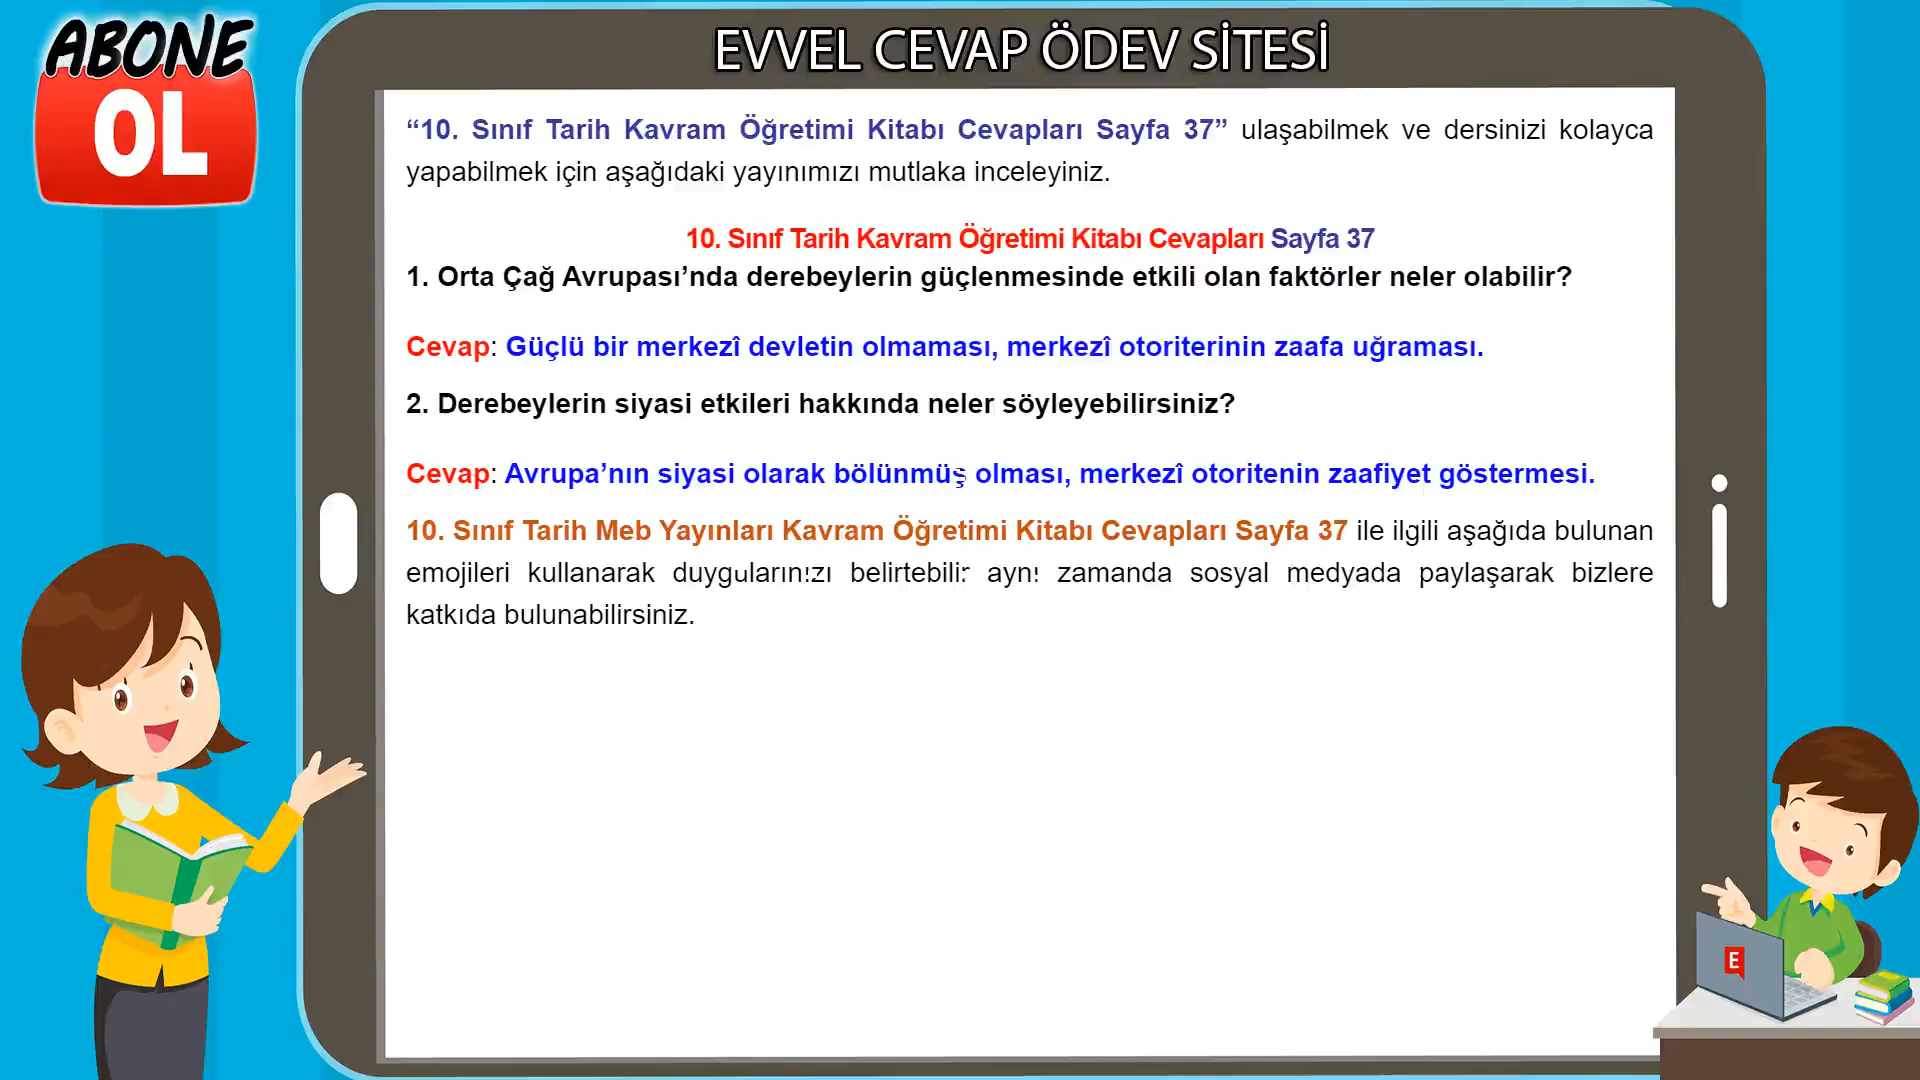 ABONE
OL
EVVEL CEVAP ÖDEV SİTESİ
“10. Sınıf Tarih Kavram Öğretimi Kitabı Cevapları Sayfa 37” ulaşabilmek ve dersinizi kolayca
yapabilmek için aşağıdaki yayınımızı mutlaka inceleyiniz.
10. Sınıf Tarih Kavram Öğretimi Kitabı Cevapları Sayfa 37
1. Orta Çağ Avrupası’nda derebeylerin güçlenmesinde etkili olan faktörler neler olabilir?
Cevap: Güçlü bir merkezî devletin olmaması, merkezî otoriterinin zaafa uğraması.
2. Derebeylerin siyasi etkileri hakkında neler söyleyebilirsiniz?
Cevap: Avrupa’nın siyasi olarak bölünmüş olması, merkezî otoritenin zaafiyet göstermesi.
10. Sınıf Tarih Meb Yayınları Kavram Öğretimi Kitabı Cevapları Sayfa 37 ile ilgili aşağıda bulunan
emojileri kullanarak duygularınızı belirtebilir aynı zamanda sosyal medyada paylaşarak bizlere
katkıda bulunabilirsiniz.
E